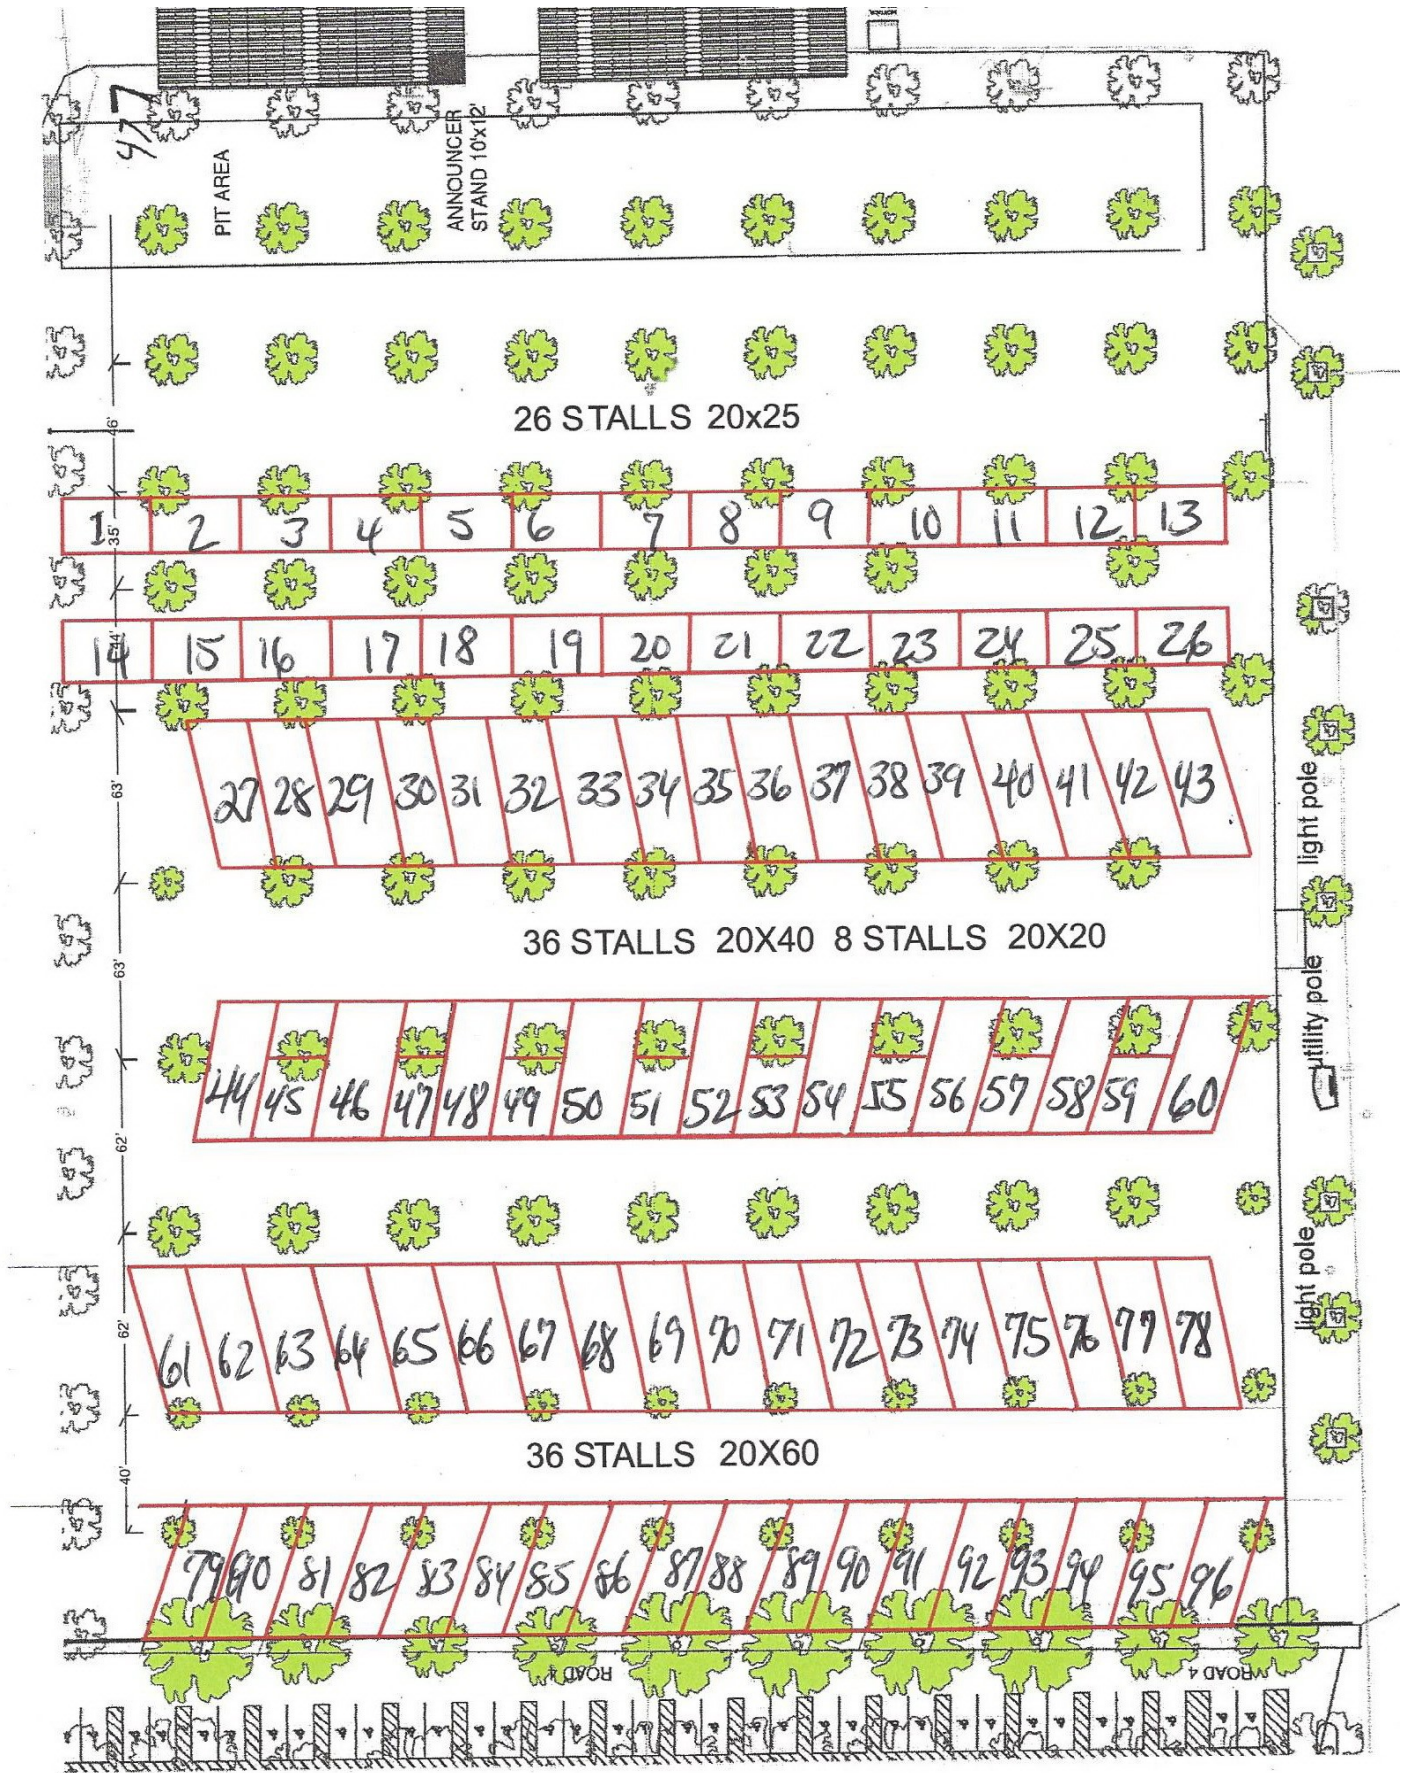 477
PIT AREA
ANNOUNCER
STAND 10'x12'
26 STALLS 20x25
46'
1 2 3 4 5 6 7 8 9 10 11 12 13
35'
14 15 16 17 18 19 20 21 22 23 24 25 26
44'
27 28 29 30 31 32 33 34 35 36 37 38 39 40 41 42 43
63'
light pole
36 STALLS 20X40 8 STALLS 20X20
63'
utility pole
44 45 46 47 48 49 50 51 52 53 54 55 56 57 58 59 60
62'
light pole
61 62 63 64 65 66 67 68 69 70 71 72 73 74 75 76 77 78
62'
36 STALLS 20X60
40'
79 80 81 82 83 84 85 86 87 88 89 90 91 92 93 94 95 96
ROAD 4
ROAD 4